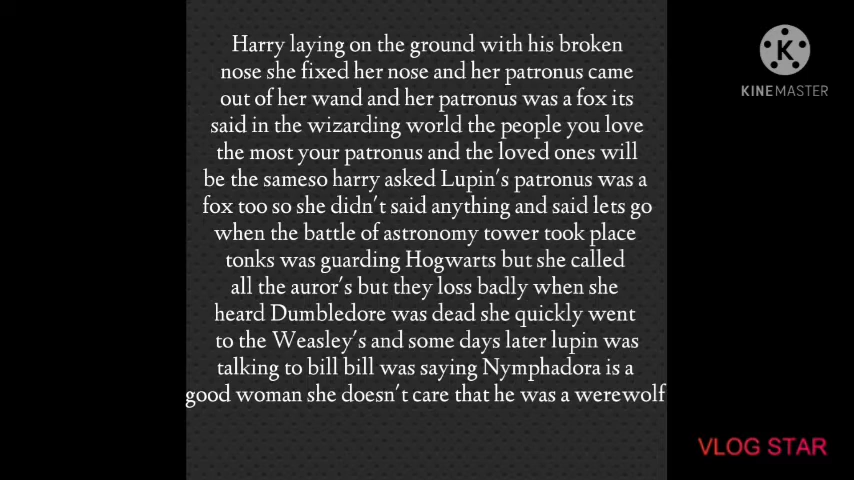 Harry laying on the ground with his broken
nose she fixed her nose and her patronus came
out of her wand and her patronus was a fox its
said in the wizarding world the people you love
the most your patronus and the loved ones will
be the sameso harry asked Lupin's patronus was a
fox too so she didn't said anything and said lets go
when the battle of astronomy tower took place
tonks was guarding Hogwarts but she called
all the auror's but they loss badly when she
heard Dumbledore was dead she quickly went
to the Weasley's and some days later lupin was
talking to bill bill was saying Nymphadora is a
good woman she doesn't care that he was a werewolf
K
KINEMASTER
VLOG STAR